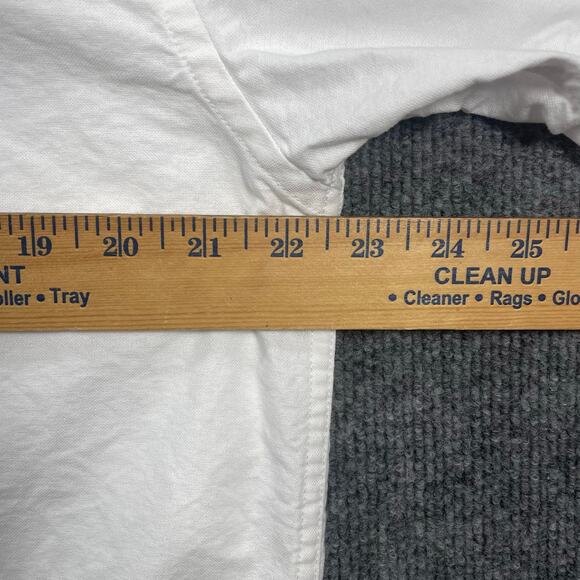 19 20 21 22 23 24 25
NT CLEAN UP
oller • Tray • Cleaner • Rags • Glo